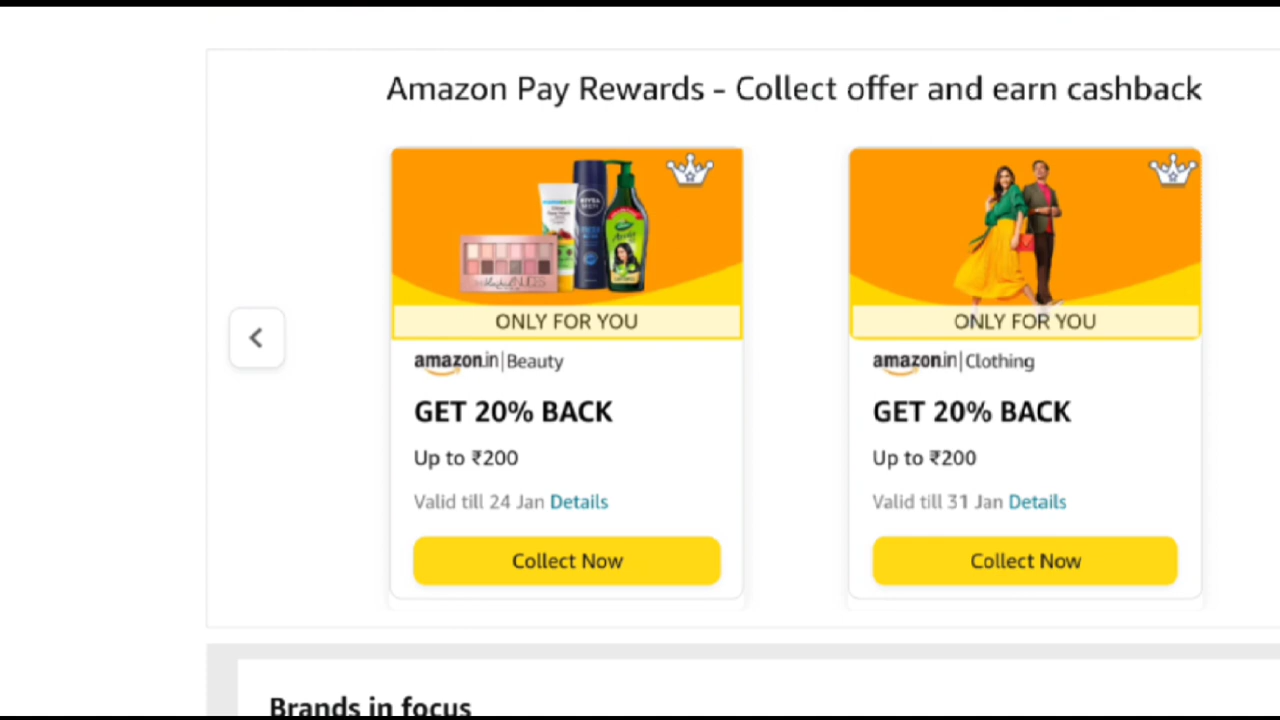 Amazon Pay Rewards - Collect offer and earn cashback
NIVEA
MEN
ONLY FOR YOU
ONLY FOR YOU
amazon.in|Beauty
amazon.in|Clothing
GET 20% BACK
GET 20% BACK
Up to ₹200
Up to ₹200
Valid till 24 Jan Details
Valid till 31 Jan Details
Collect Now
Collect Now
Brands in focus